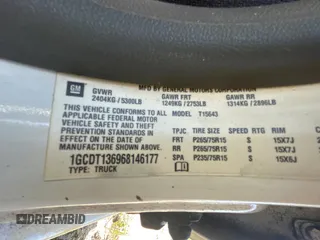 GM
MFD BY GENERAL MOTORS CORPORATION
GVWR GAWR FRT GAWR RR
2404KG / 5300LB 1249KG / 2753LB 1314KG / 2896LB
THIS VEHICLE CONFORMS TO ALL MODEL: T15643
APPLICABLE FEDERAL MOTOR
VEHICLE SAFETY AND THEFT
PREVENTION STANDARDS IN
EFFECT ON THE DATE OF
MANUFACTURE SHOWN ABOVE.
1GCDT136968146177
TYPE: TRUCK
TPJC TIRE SIZE SPEED RTG RIM
FRT P265/75R15 S 15X7J
RR P265/75R15 S 15X7J
SPA P235/75R15 S 15X6J
DREAMBID
DREAMBID